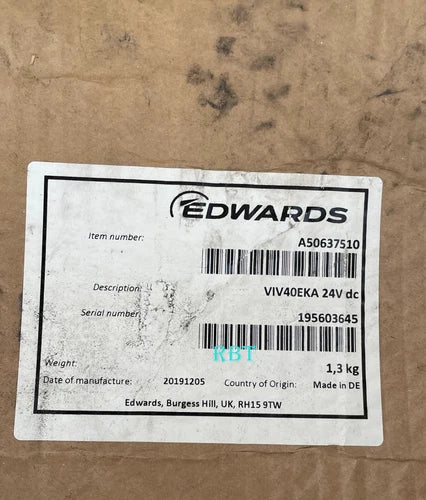 EDWARDS
Item number: A50637510
Description: VIV40EKA 24V dc
Serial number: 195603645
KBT
Weight: 1,3 kg
Date of manufacture: 20191205 Country of Origin: Made in DE
Edwards, Burgess Hill, UK, RH15 9TW